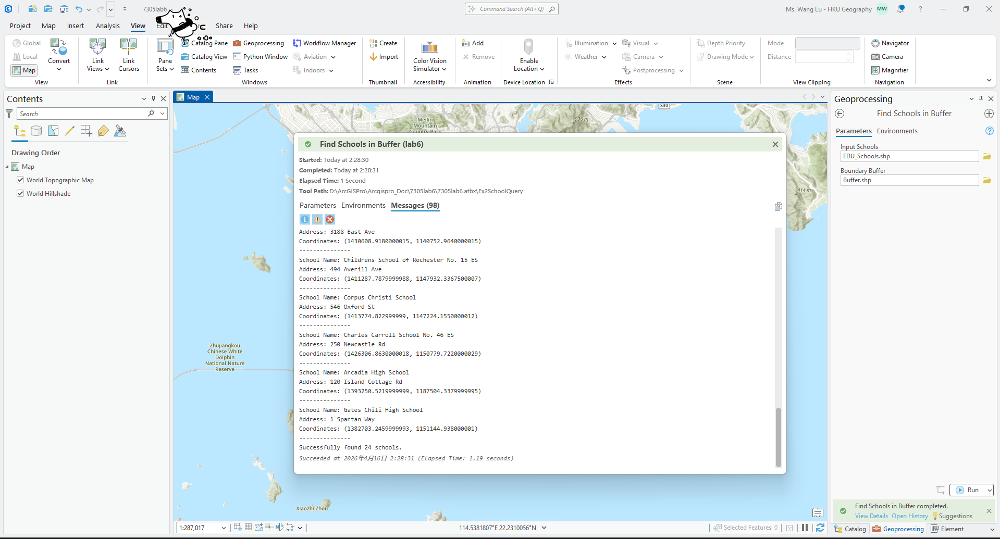 7305lab6
Command Search (Alt+Q)
Ms. Wang Lu - HKU Geography
MW
?
Project
Map
Insert
Analysis
View
Edit
Share
Help
Global
Local
Map
Convert
View
Link Views
Link Cursors
Link
Pane Sets
Catalog Pane
Catalog View
Contents
Geoprocessing
Python Window
Tasks
Workflow Manager
Aviation
Indoors
Windows
Create
Import
Thumbnail
Color Vision Simulator
Accessibility
Add
Remove
Animation
Enable Location
Device Location
Illumination
Weather
Visual
Camera
Postprocessing
Effects
Depth Priority
Drawing Mode
Scene
Mode
Distance
View Clipping
Navigator
Camera
Magnifier
Navigation
Contents
Search
Drawing Order
Map
World Topographic Map
World Hillshade
Map
S30
Meilin
Mountain
Country Park
936 m
414 m
Zhujiangkou
Chinese White
Dolphin
National Nature
Reserve
Xiaozhi Zhou
Find Schools in Buffer (lab6)
Started: Today at 2:28:30
Completed: Today at 2:28:31
Elapsed Time: 1 Second
Tool Path: D:\ArcGISPro\Arcgispro_Doc\7305lab6\7305lab6.atbx\Ex2SchoolQuery
Parameters Environments Messages (98)
Address: 3188 East Ave
Coordinates: (1430608.9180000015, 1140752.9640000015)
---------------
School Name: Childrens School of Rochester No. 15 ES
Address: 494 Averill Ave
Coordinates: (1411287.7879999988, 1147932.3367500007)
---------------
School Name: Corpus Christi School
Address: 546 Oxford St
Coordinates: (1413774.822999999, 1147224.1550000012)
---------------
School Name: Charles Carroll School No. 46 ES
Address: 250 Newcastle Rd
Coordinates: (1426306.8630000018, 1150779.7220000029)
---------------
School Name: Arcadia High School
Address: 120 Island Cottage Rd
Coordinates: (1393250.5219999999, 1187504.3379999995)
---------------
School Name: Gates Chili High School
Address: 1 Spartan Way
Coordinates: (1382703.2459999993, 1151144.938000001)
---------------
Successfully found 24 schools.
Succeeded at 2026年4月16日 2:28:31 (Elapsed Time: 1.19 seconds)
Geoprocessing
Find Schools in Buffer
Parameters Environments
Input Schools
EDU_Schools.shp
Boundary Buffer
Buffer.shp
Run
Find Schools in Buffer completed.
View Details Open History Suggestions
1:287,017
114.5381807°E 22.2310056°N
Selected Features: 0
Catalog
Geoprocessing
Element